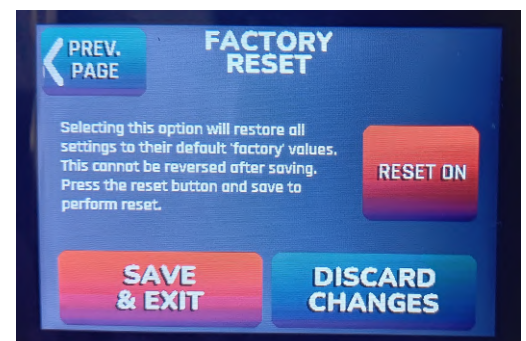 PREV.
PAGE
FACTORY
RESET
Selecting this option will restore all
settings to their default 'factory' values.
This cannot be reversed after saving.
Press the reset button and save to
perform reset.
RESET ON
SAVE
& EXIT
DISCARD
CHANGES